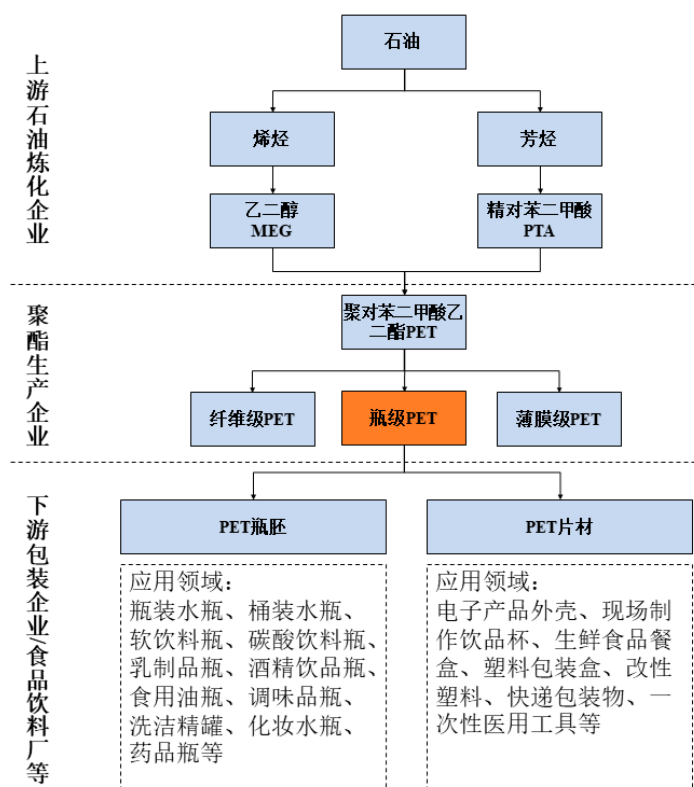 上游石油炼化企业
石油
烯烃
芳烃
乙二醇
MEG
精对苯二甲酸
PTA
聚酯生产企业
聚对苯二甲酸乙
二酯PET
纤维级PET
瓶级PET
薄膜级PET
下游包装企业/食品饮料厂等
PET瓶胚
PET片材
应用领域：
瓶装水瓶、桶装水瓶、
软饮料瓶、碳酸饮料瓶、
乳制品瓶、酒精饮品瓶、
食用油瓶、调味品瓶、
洗洁精罐、化妆水瓶、
药品瓶等
应用领域：
电子产品外壳、现场制
作饮品杯、生鲜食品餐
盒、塑料包装盒、改性
塑料、快递包装物、一
次性医用工具等